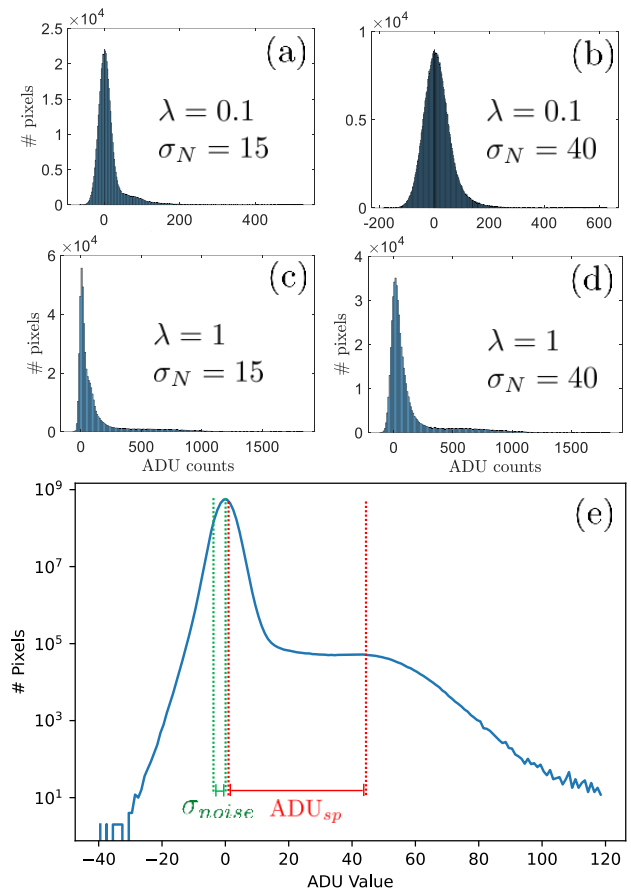 ×10⁴
2.5
2
1.5
1
0.5
0
0
200
400
# pixels
(a)
λ = 0.1
σ_N = 15
×10⁴
1
0.5
0
-200
0
200
400
600
(b)
λ = 0.1
σ_N = 40
×10⁴
6
4
2
0
0
500
1000
1500
# pixels
ADU counts
(c)
λ = 1
σ_N = 15
×10⁴
4
3
2
1
0
0
500
1000
1500
# pixels
ADU counts
(d)
λ = 1
σ_N = 40
(e)
10⁹
10⁷
10⁵
10³
10¹
# Pixels
σ_noise
ADU_sp
−40
−20
0
20
40
60
80
100
120
ADU Value